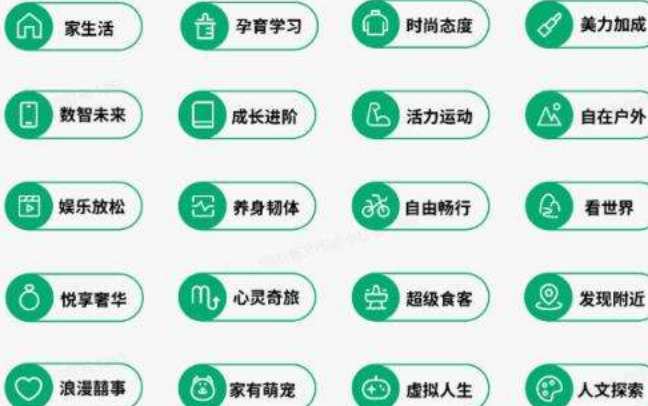 家生活
孕育学习
时尚态度
美力加成
数智未来
成长进阶
活力运动
自在户外
娱乐放松
养身韧体
自由畅行
看世界
悦享奢华
心灵奇旅
超级食客
发现附近
浪漫囍事
家有萌宠
虚拟人生
人文探索